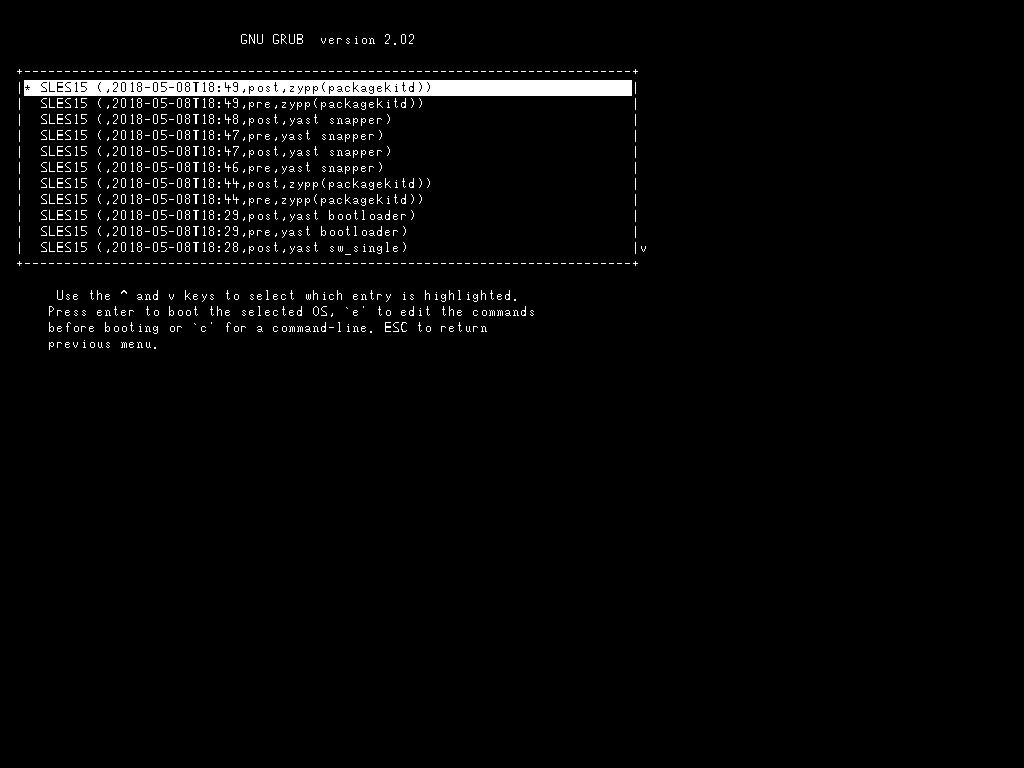 GNU GRUB  version 2.02
* SLES15 (,2018-05-08T18:49,post,zypp(packagekitd))
SLES15 (,2018-05-08T18:49,pre,zypp(packagekitd))
SLES15 (,2018-05-08T18:48,post,yast snapper)
SLES15 (,2018-05-08T18:47,pre,yast snapper)
SLES15 (,2018-05-08T18:47,post,yast snapper)
SLES15 (,2018-05-08T18:46,pre,yast snapper)
SLES15 (,2018-05-08T18:44,post,zypp(packagekitd))
SLES15 (,2018-05-08T18:44,pre,zypp(packagekitd))
SLES15 (,2018-05-08T18:29,post,yast bootloader)
SLES15 (,2018-05-08T18:29,pre,yast bootloader)
SLES15 (,2018-05-08T18:28,post,yast sw_single) v
Use the ^ and v keys to select which entry is highlighted.
Press enter to boot the selected OS, `e' to edit the commands
before booting or `c' for a command-line. ESC to return
previous menu.